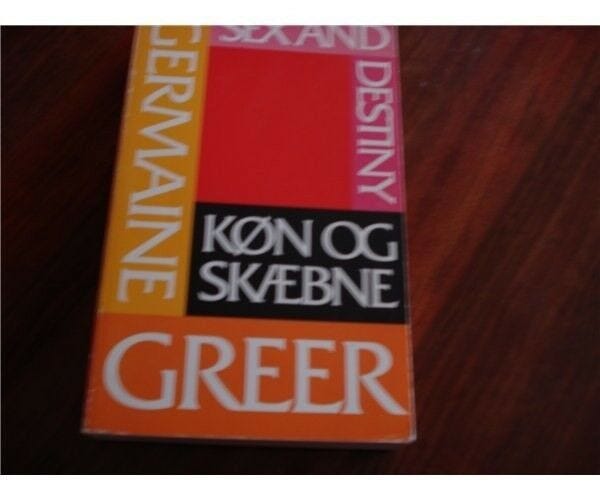 SEX AND
DESTINY
GERMAINE
KØN OG
SKÆBNE
GREER